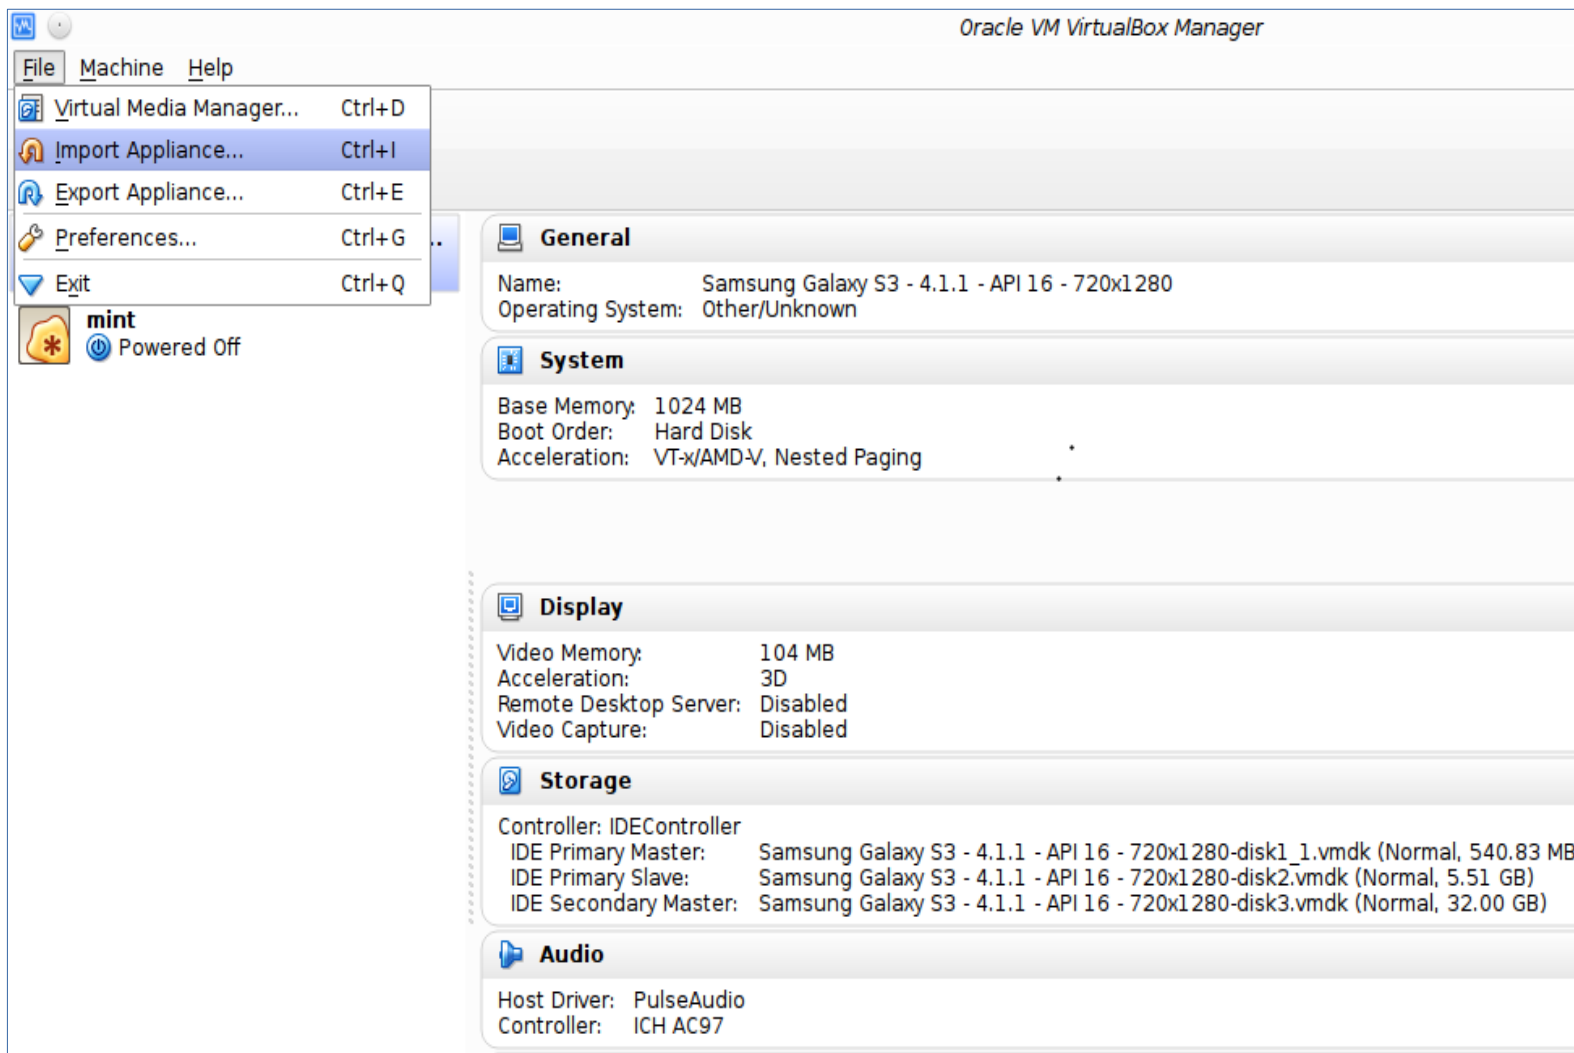 Oracle VM VirtualBox Manager
File Machine Help
Virtual Media Manager... Ctrl+D
Import Appliance... Ctrl+I
Export Appliance... Ctrl+E
Preferences... Ctrl+G
Exit Ctrl+Q
..
mint
Powered Off
General
Name: Samsung Galaxy S3 - 4.1.1 - API 16 - 720x1280
Operating System: Other/Unknown
System
Base Memory: 1024 MB
Boot Order: Hard Disk
Acceleration: VT-x/AMD-V, Nested Paging
Display
Video Memory: 104 MB
Acceleration: 3D
Remote Desktop Server: Disabled
Video Capture: Disabled
Storage
Controller: IDEController
IDE Primary Master: Samsung Galaxy S3 - 4.1.1 - API 16 - 720x1280-disk1_1.vmdk (Normal, 540.83 MB
IDE Primary Slave: Samsung Galaxy S3 - 4.1.1 - API 16 - 720x1280-disk2.vmdk (Normal, 5.51 GB)
IDE Secondary Master: Samsung Galaxy S3 - 4.1.1 - API 16 - 720x1280-disk3.vmdk (Normal, 32.00 GB)
Audio
Host Driver: PulseAudio
Controller: ICH AC97